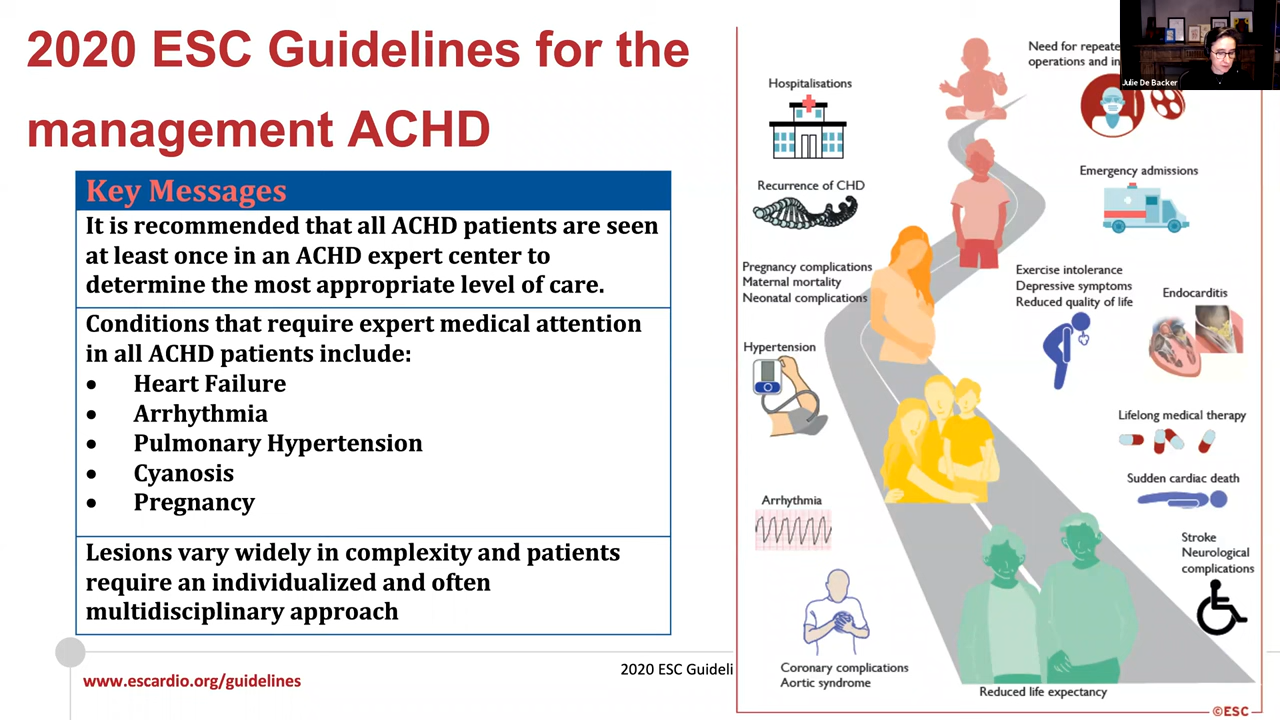 2020 ESC Guidelines for the
management ACHD
Key Messages
It is recommended that all ACHD patients are seen
at least once in an ACHD expert center to
determine the most appropriate level of care.
Conditions that require expert medical attention
in all ACHD patients include:
• Heart Failure
• Arrhythmia
• Pulmonary Hypertension
• Cyanosis
• Pregnancy
Lesions vary widely in complexity and patients
require an individualized and often
multidisciplinary approach
www.escardio.org/guidelines
2020 ESC Guideli
Hospitalisations
Need for repeate
operations and in
Julie De Backer
Recurrence of CHD
Emergency admissions
Pregnancy complications
Maternal mortality
Neonatal complications
Exercise intolerance
Depressive symptoms
Reduced quality of life
Endocarditis
Hypertension
Lifelong medical therapy
Sudden cardiac death
Arrhythmia
Stroke
Neurological
complications
Coronary complications
Aortic syndrome
Reduced life expectancy
©ESC